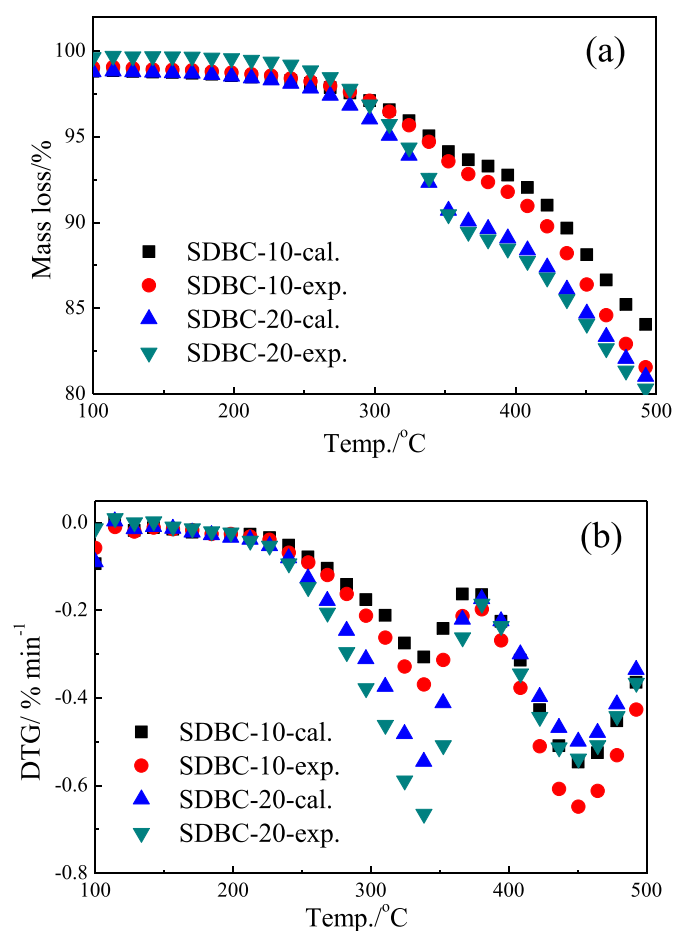 (a)
Mass loss/%
100
95
90
85
80
SDBC-10-cal.
SDBC-10-exp.
SDBC-20-cal.
SDBC-20-exp.
100 200 300 400 500
Temp./°C
(b)
DTG/ % min⁻¹
0.0
-0.2
-0.4
-0.6
-0.8
SDBC-10-cal.
SDBC-10-exp.
SDBC-20-cal.
SDBC-20-exp.
100 200 300 400 500
Temp./°C